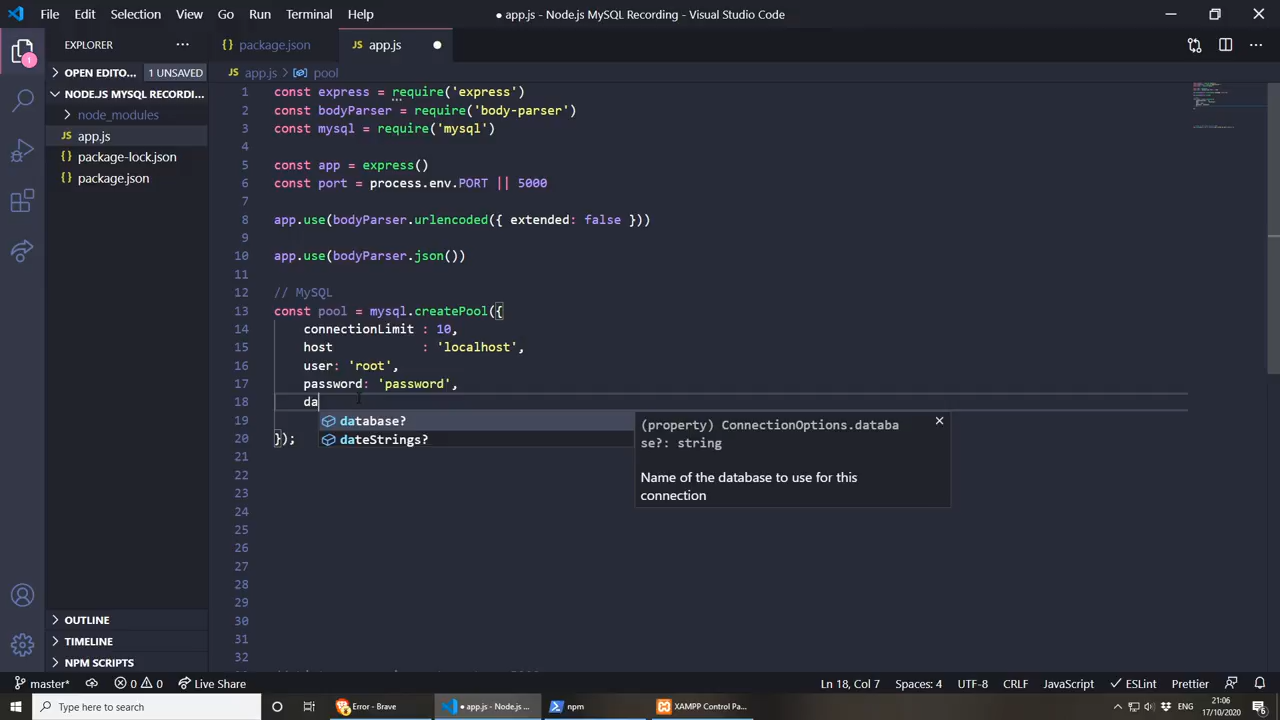 File Edit Selection View Go Run Terminal Help
● app.js - Node.js MySQL Recording - Visual Studio Code
EXPLORER
{} package.json
JS app.js
OPEN EDITO... 1 UNSAVED
JS app.js > pool
NODE.JS MYSQL RECORDI...
node_modules
JS app.js
{} package-lock.json
{} package.json
1
1 const express = require('express')
2 const bodyParser = require('body-parser')
3 const mysql = require('mysql')
4
5 const app = express()
6 const port = process.env.PORT || 5000
7
8 app.use(bodyParser.urlencoded({ extended: false }))
9
10 app.use(bodyParser.json())
11
12 // MySQL
13 const pool = mysql.createPool({
14 connectionLimit : 10,
15 host : 'localhost',
16 user: 'root',
17 password: 'password',
18 da
19
20 });
21
22
23
24
25
26
27
28
29
30
31
32
database?
dateStrings?
(property) ConnectionOptions.databa
se?: string
Name of the database to use for this
connection
OUTLINE
TIMELINE
NPM SCRIPTS
master* 0 0 Live Share
Ln 18, Col 7 Spaces: 4 UTF-8 CRLF JavaScript ESLint Prettier
Type here to search
Error - Brave
● app.js - Node.js ...
npm
XAMPP Control Pa...
21:06
17/10/2020